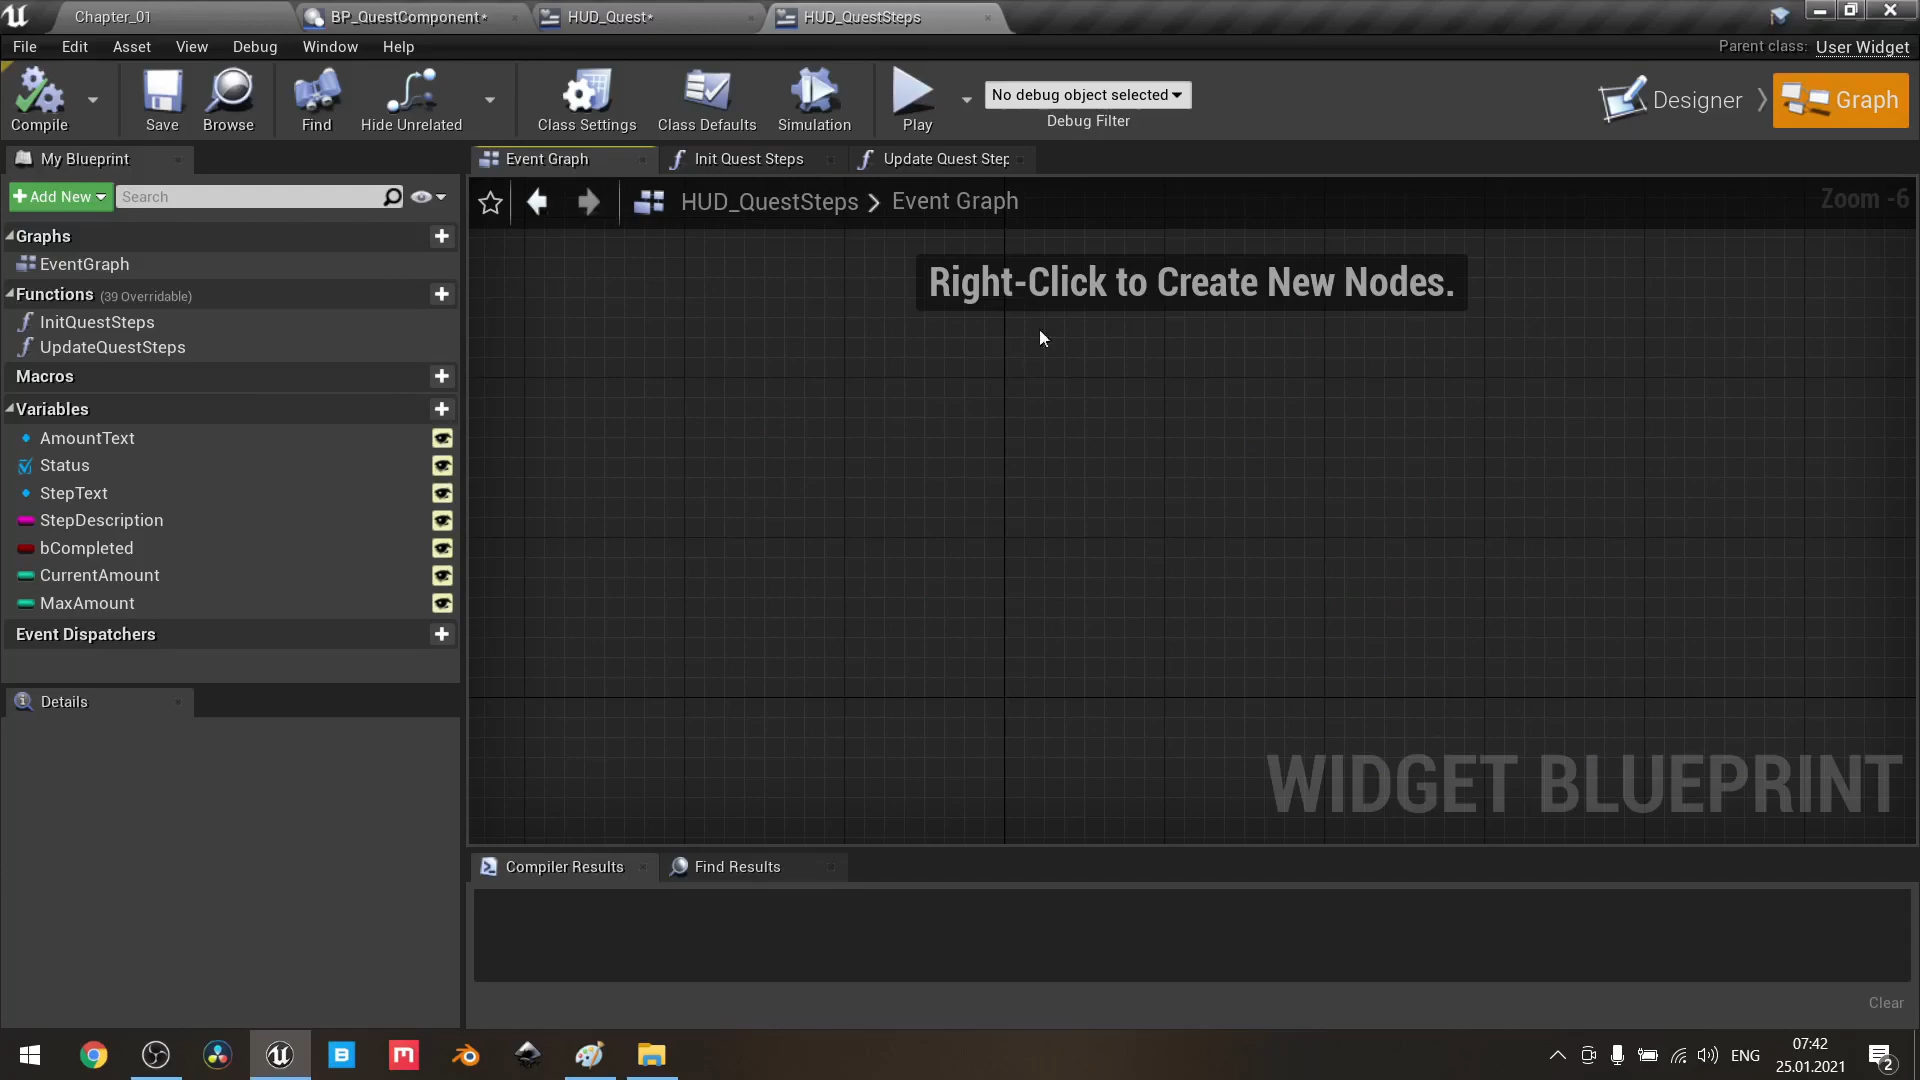 Chapter_01
BP_QuestComponent*
HUD_Quest*
HUD_QuestSteps
File Edit Asset View Debug Window Help
Parent class: User Widget
Compile
Save
Browse
Find
Hide Unrelated
Class Settings
Class Defaults
Simulation
Play
No debug object selected
Debug Filter
Designer
Graph
My Blueprint
Event Graph
Init Quest Steps
Update Quest Step
Add New
Search
HUD_QuestSteps > Event Graph
Zoom -6
Graphs
EventGraph
Functions (39 Overridable)
InitQuestSteps
UpdateQuestSteps
Macros
Variables
AmountText
Status
StepText
StepDescription
bCompleted
CurrentAmount
MaxAmount
Event Dispatchers
Details
Right-Click to Create New Nodes.
WIDGET BLUEPRINT
Compiler Results
Find Results
Clear
ENG
07:42
25.01.2021
2